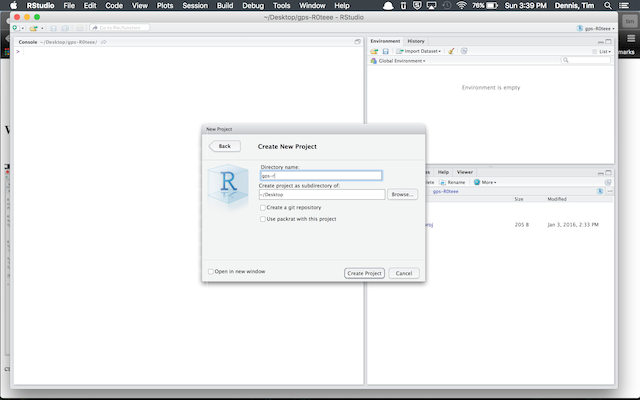 RStudio File Edit Code View Plots Session Build Debug Tools Window Help 76% Sun 3:39 PM Dennis, Tim
~/Desktop/gps-R0teee - RStudio
Go to file/function
gps-R0teee
Console ~/Desktop/gps-R0teee/
>
Environment History
Import Dataset List
Global Environment
Environment is empty
Help Viewer
Rename More
gps-R0teee
Size Modified
205 B Jan 3, 2016, 2:33 PM
New Project
Back Create New Project
Directory name:
gps-r
Create project as subdirectory of:
~/Desktop Browse...
Create a git repository
Use packrat with this project
Open in new window Create Project Cancel
R